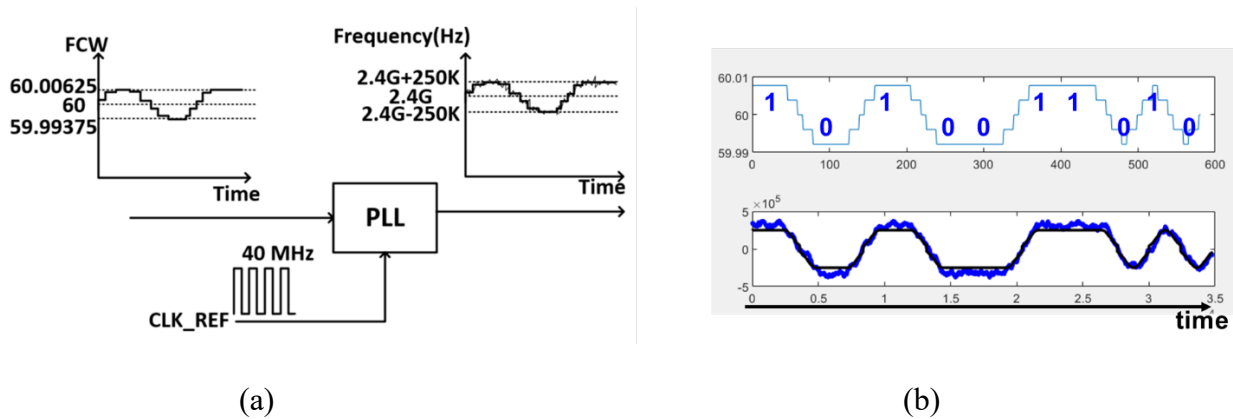 FCW
60.00625
60
59.99375
Time
Frequency(Hz)
2.4G+250K
2.4G
2.4G-250K
Time
PLL
40 MHz
CLK_REF
(a)
60.01
60
59.99
1 0 1 0 0 1 1 0 1 0
0 100 200 300 400 500 600
×10^5
5
0
-5
0 0.5 1 1.5 2 2.5 3 3.5
time
(b)